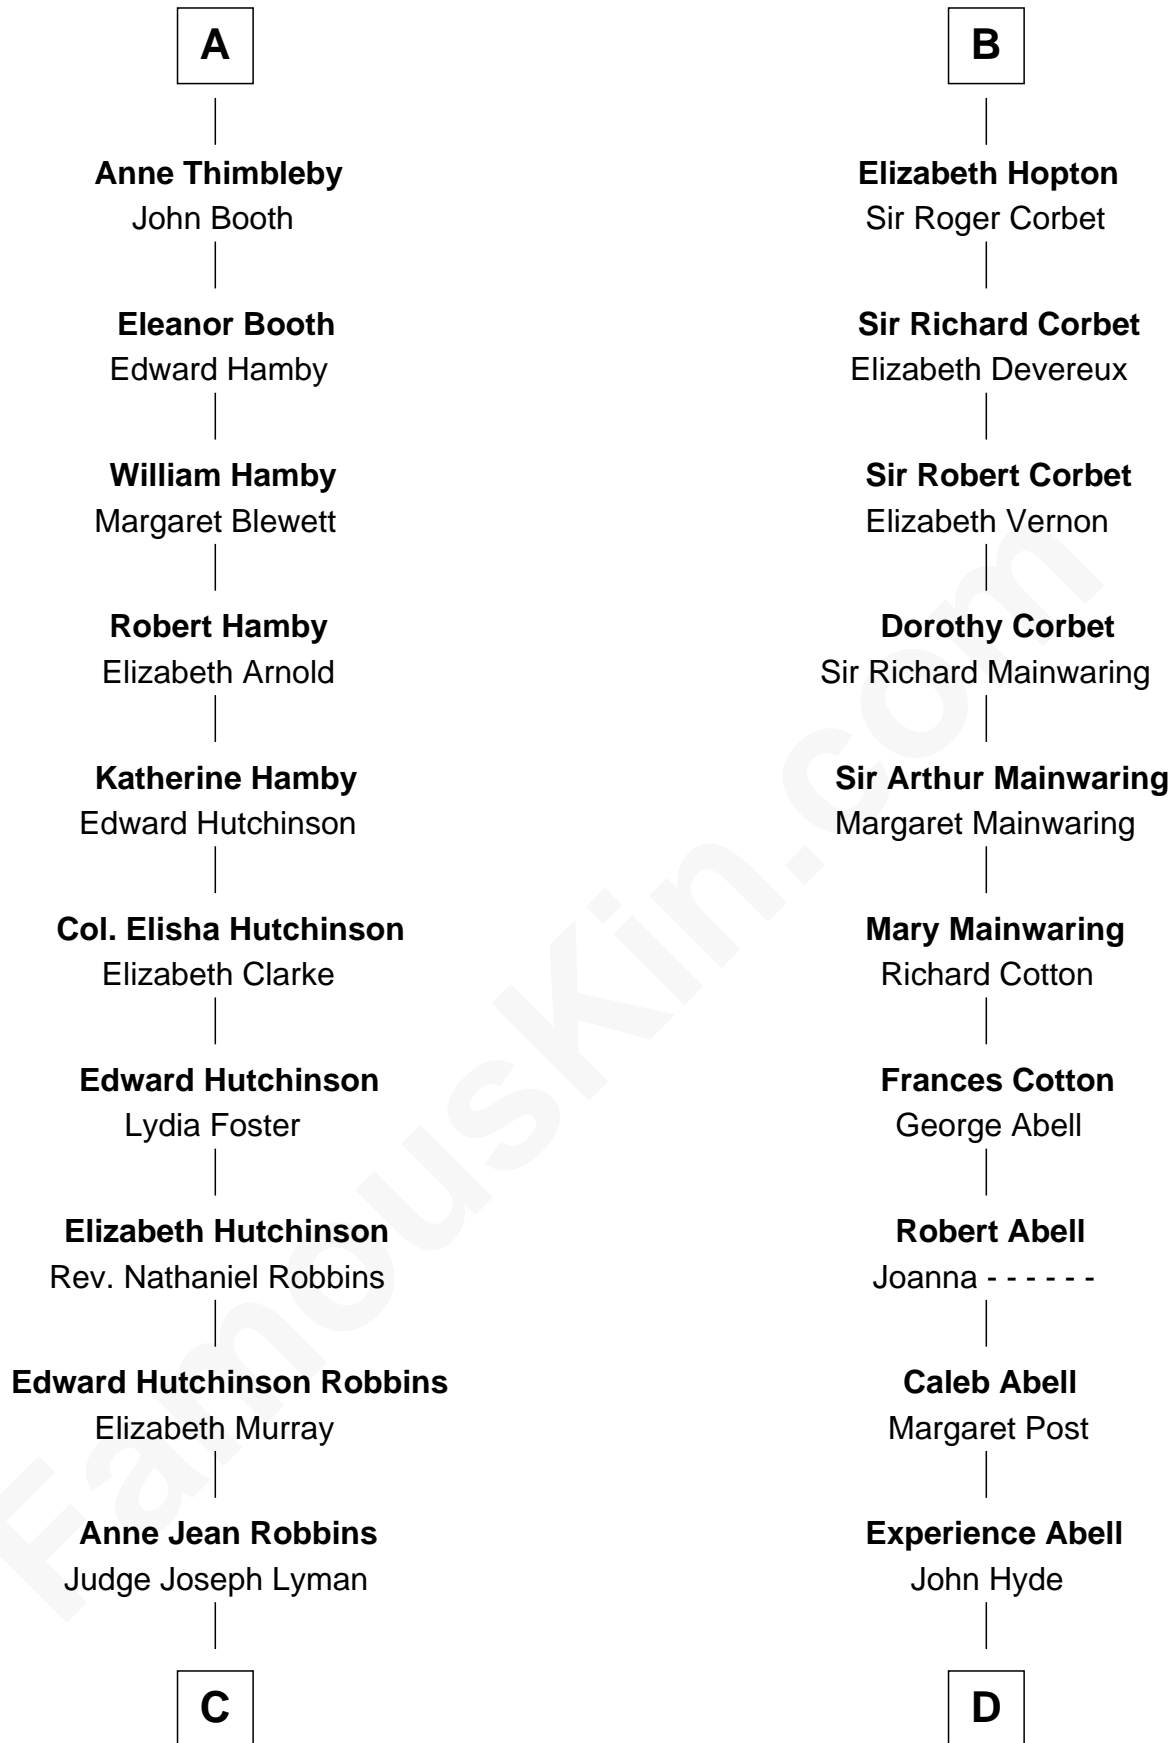 A
Anne Thimbleby
John Booth
Eleanor Booth
Edward Hamby
William Hamby
Margaret Blewett
Robert Hamby
Elizabeth Arnold
Katherine Hamby
Edward Hutchinson
Col. Elisha Hutchinson
Elizabeth Clarke
Edward Hutchinson
Lydia Foster
Elizabeth Hutchinson
Rev. Nathaniel Robbins
Edward Hutchinson Robbins
Elizabeth Murray
Anne Jean Robbins
Judge Joseph Lyman
C
B
Elizabeth Hopton
Sir Roger Corbet
Sir Richard Corbet
Elizabeth Devereux
Sir Robert Corbet
Elizabeth Vernon
Dorothy Corbet
Sir Richard Mainwaring
Sir Arthur Mainwaring
Margaret Mainwaring
Mary Mainwaring
Richard Cotton
Frances Cotton
George Abell
Robert Abell
Joanna - - - - - -
Caleb Abell
Margaret Post
Experience Abell
John Hyde
D
FamousKin.com